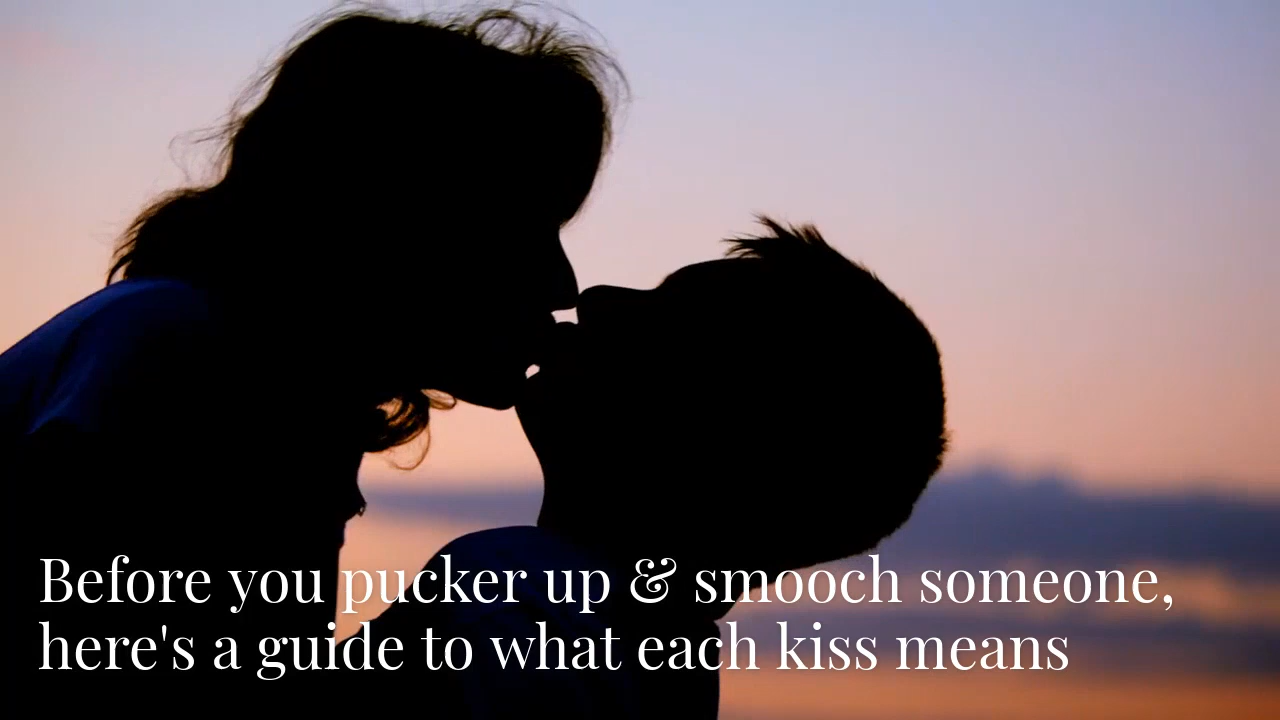 Before you pucker up & smooch someone,
here's a guide to what each kiss means